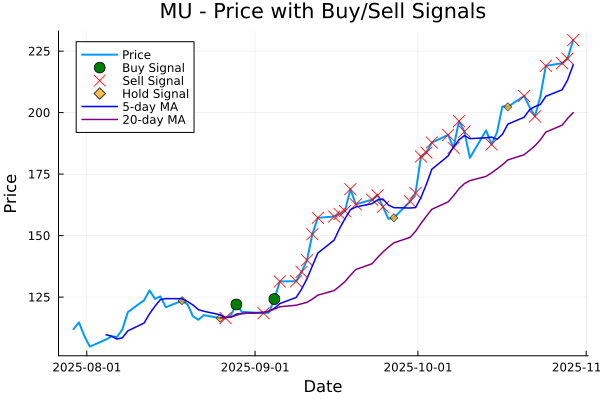 MU - Price with Buy/Sell Signals
Price
Buy Signal
Sell Signal
Hold Signal
5-day MA
20-day MA
225
200
175
150
125
Price
2025-08-01
2025-09-01
2025-10-01
2025-11-01
Date